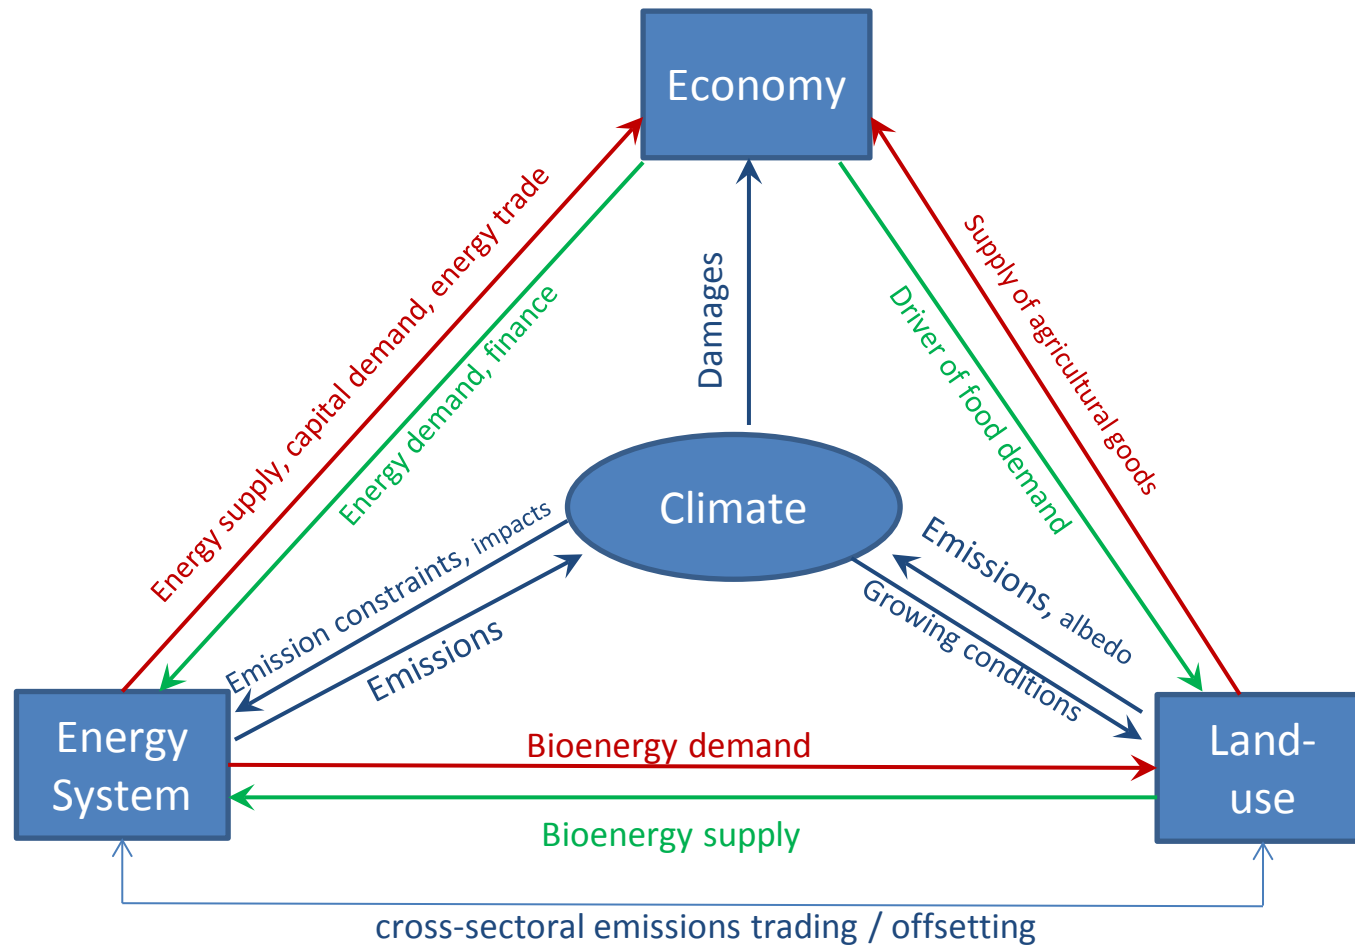 Economy
Energy supply, capital demand, energy trade
Energy demand, finance
Damages
Driver of food demand
Supply of agricultural goods
Climate
Emission constraints, impacts
Emissions
Emissions, albedo
Growing conditions
Energy
System
Bioenergy demand
Bioenergy supply
Land-
use
cross-sectoral emissions trading / offsetting